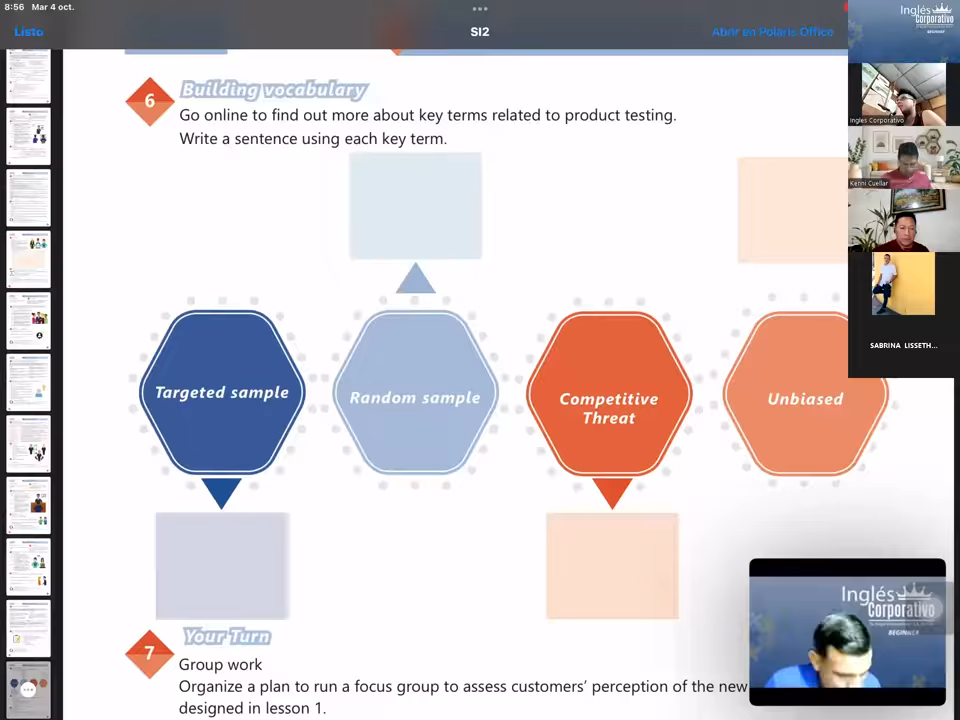 8:56 Mar 4 oct.
Listo
SI2
Abrir en Polaris Office
6
Building vocabulary
Go online to find out more about key terms related to product testing.
Write a sentence using each key term.
Targeted sample
Random sample
Competitive
Threat
Unbiased
7
Your Turn
Group work
Organize a plan to run a focus group to assess customers' perception of the new
designed in lesson 1.
Inglés
Corporativo
BEGINNER
Ingles Corporativo
Kenni Cuellar
SABRINA LISSETH...
Inglés
Corporativo
BEGINNER